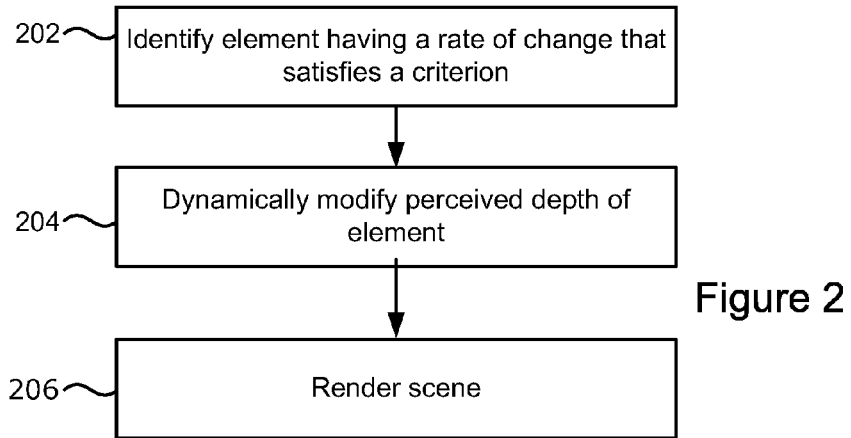 202
Identify element having a rate of change that
satisfies a criterion
204
Dynamically modify perceived depth of
element
Figure 2
206
Render scene